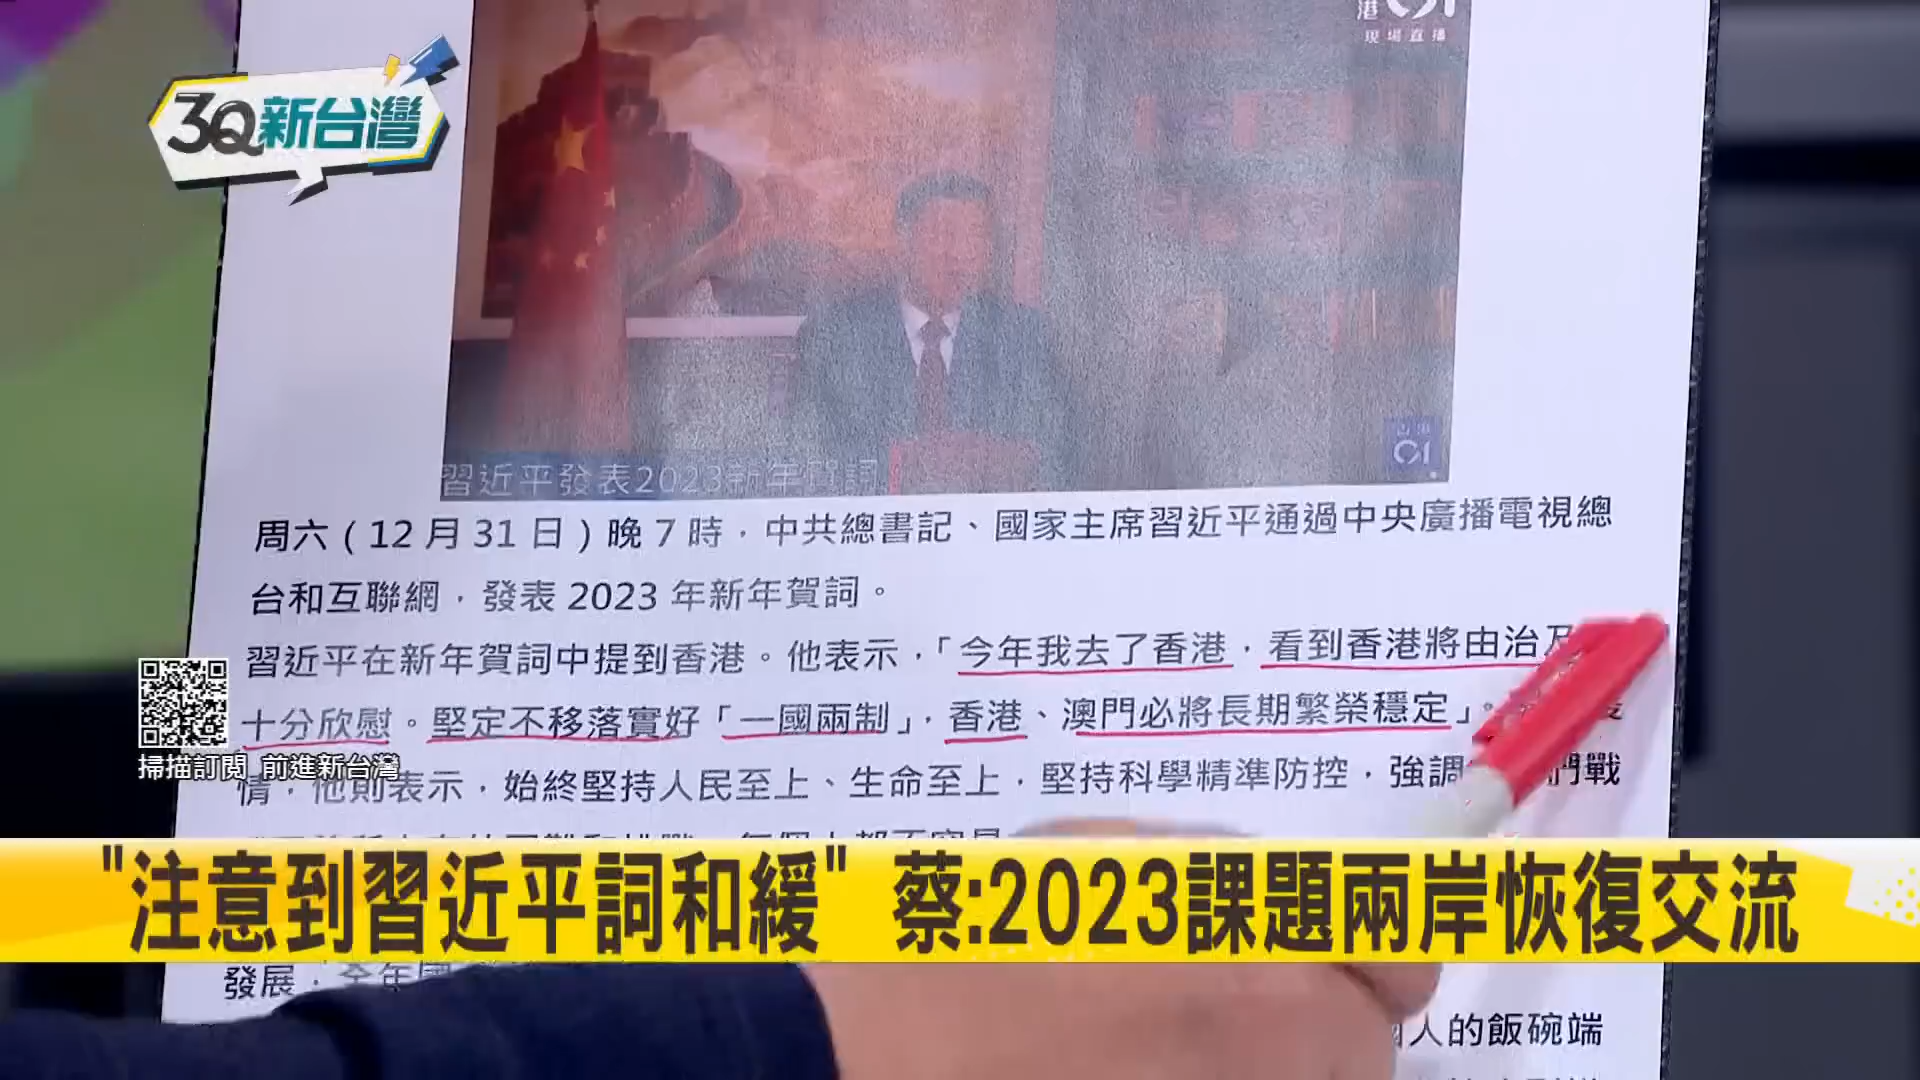 3Q新台灣
現場直播
01
習近平發表2023新年賀詞
周六（12月31日）晚7時，中共總書記、國家主席習近平通過中央廣播電視總
台和互聯網，發表2023年新年賀詞。
習近平在新年賀詞中提到香港。他表示，「今年我去了香港，看到香港將由治及
十分欣慰。堅定不移落實好「一國兩制」，香港、澳門必將長期繁榮穩定」。
情，他則表示，始終堅持人民至上、生命至上，堅持科學精準防控，強調 們戰
掃描訂閱 前進新台灣
"注意到習近平詞和緩" 蔡:2023課題兩岸恢復交流
發展，全年
人的飯碗端